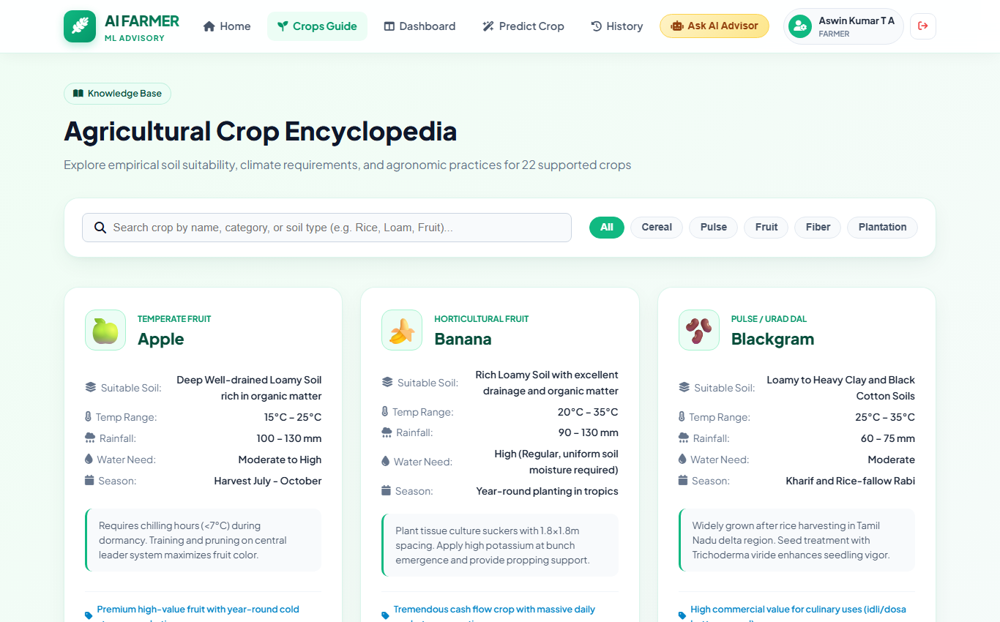 AI FARMER
ML ADVISORY
Home
Crops Guide
Dashboard
Predict Crop
History
Ask AI Advisor
Aswin Kumar T A
FARMER
Knowledge Base
Agricultural Crop Encyclopedia
Explore empirical soil suitability, climate requirements, and agronomic practices for 22 supported crops
Search crop by name, category, or soil type (e.g. Rice, Loam, Fruit)...
All
Cereal
Pulse
Fruit
Fiber
Plantation
TEMPERATE FRUIT
Apple
Suitable Soil:
Deep Well-drained Loamy Soil
rich in organic matter
Temp Range:
15°C – 25°C
Rainfall:
100 – 130 mm
Water Need:
Moderate to High
Season:
Harvest July - October
Requires chilling hours (<7°C) during
dormancy. Training and pruning on central
leader system maximizes fruit color.
Premium high-value fruit with year-round cold
HORTICULTURAL FRUIT
Banana
Suitable Soil:
Rich Loamy Soil with excellent
drainage and organic matter
Temp Range:
20°C – 35°C
Rainfall:
90 – 130 mm
Water Need:
High (Regular, uniform soil
moisture required)
Season:
Year-round planting in tropics
Plant tissue culture suckers with 1.8×1.8m
spacing. Apply high potassium at bunch
emergence and provide propping support.
Tremendous cash flow crop with massive daily
PULSE / URAD DAL
Blackgram
Suitable Soil:
Loamy to Heavy Clay and Black
Cotton Soils
Temp Range:
25°C – 35°C
Rainfall:
60 – 75 mm
Water Need:
Moderate
Season:
Kharif and Rice-fallow Rabi
Widely grown after rice harvesting in Tamil
Nadu delta region. Seed treatment with
Trichoderma viride enhances seedling vigor.
High commercial value for culinary uses (idli/dosa